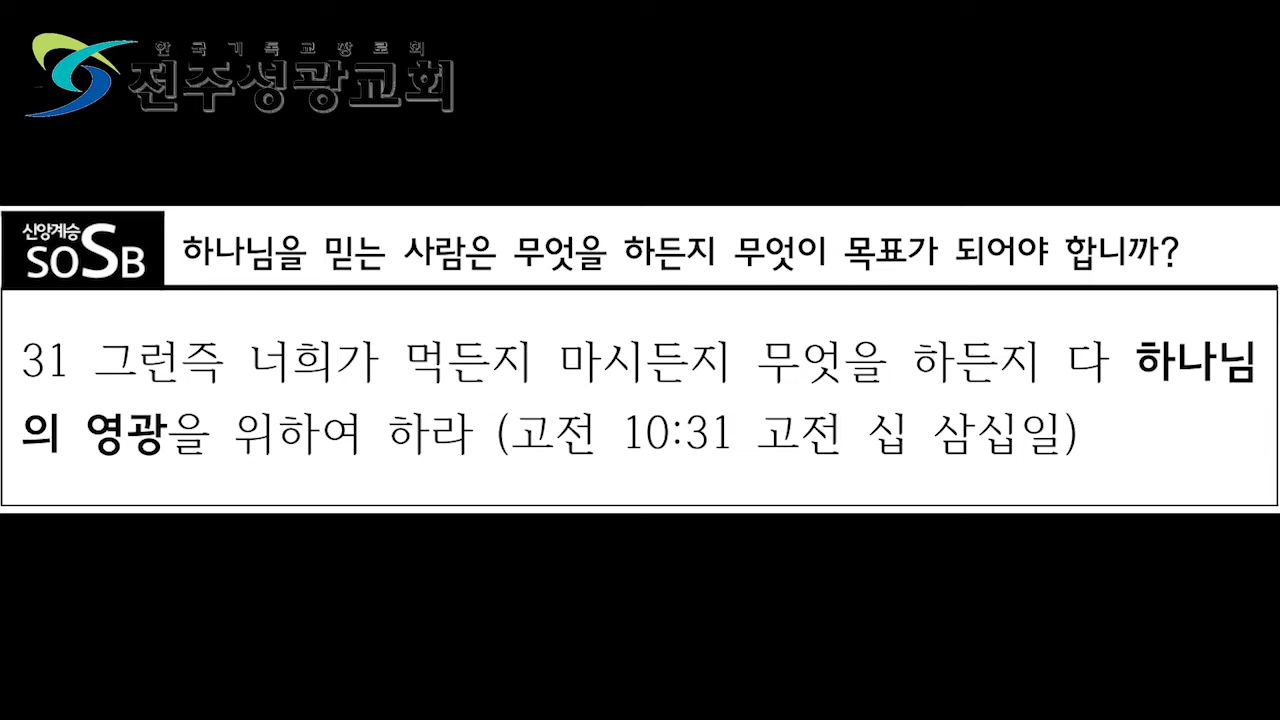 한국기독교장로회
전주성광교회
신앙계승
SOSB
하나님을 믿는 사람은 무엇을 하든지 무엇이 목표가 되어야 합니까?
31 그런즉 너희가 먹든지 마시든지 무엇을 하든지 다 하나님
의 영광을 위하여 하라 (고전 10:31 고전 십 삼십일)